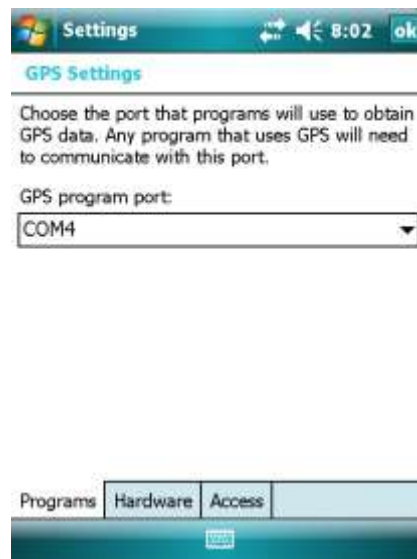 Settings 8:02 ok
GPS Settings
Choose the port that programs will use to obtain
GPS data. Any program that uses GPS will need
to communicate with this port.
GPS program port:
COM4
Programs Hardware Access